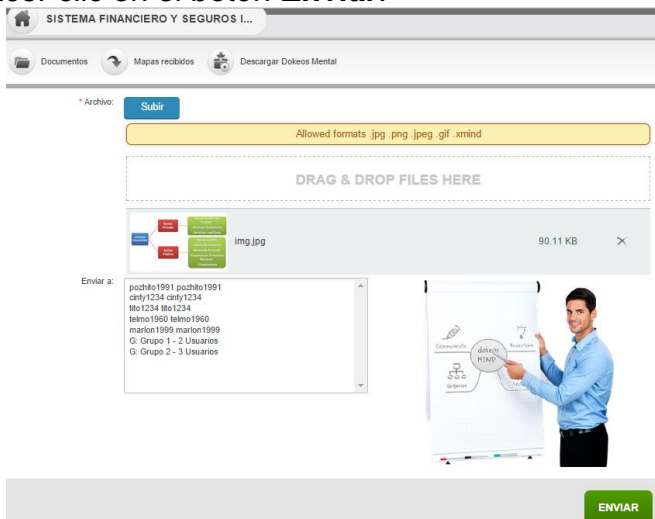 SISTEMA FINANCIERO Y SEGUROS I...
Documentos Mapas recibidos Descargar Dokeos Mental
* Archivo: Subir
Allowed formats .jpg .png .jpeg .gif .xmind
DRAG & DROP FILES HERE
img.jpg 90.11 KB
Enviar a:
pozhito1991 pozhito1991
cinty1234 cinty1234
tito1234 tito1234
telmo1960 telmo1960
marlon1999 marlon1999
G: Grupo 1 - 2 Usuarios
G: Grupo 2 - 3 Usuarios
dokeos
MIND
Organize
ENVIAR